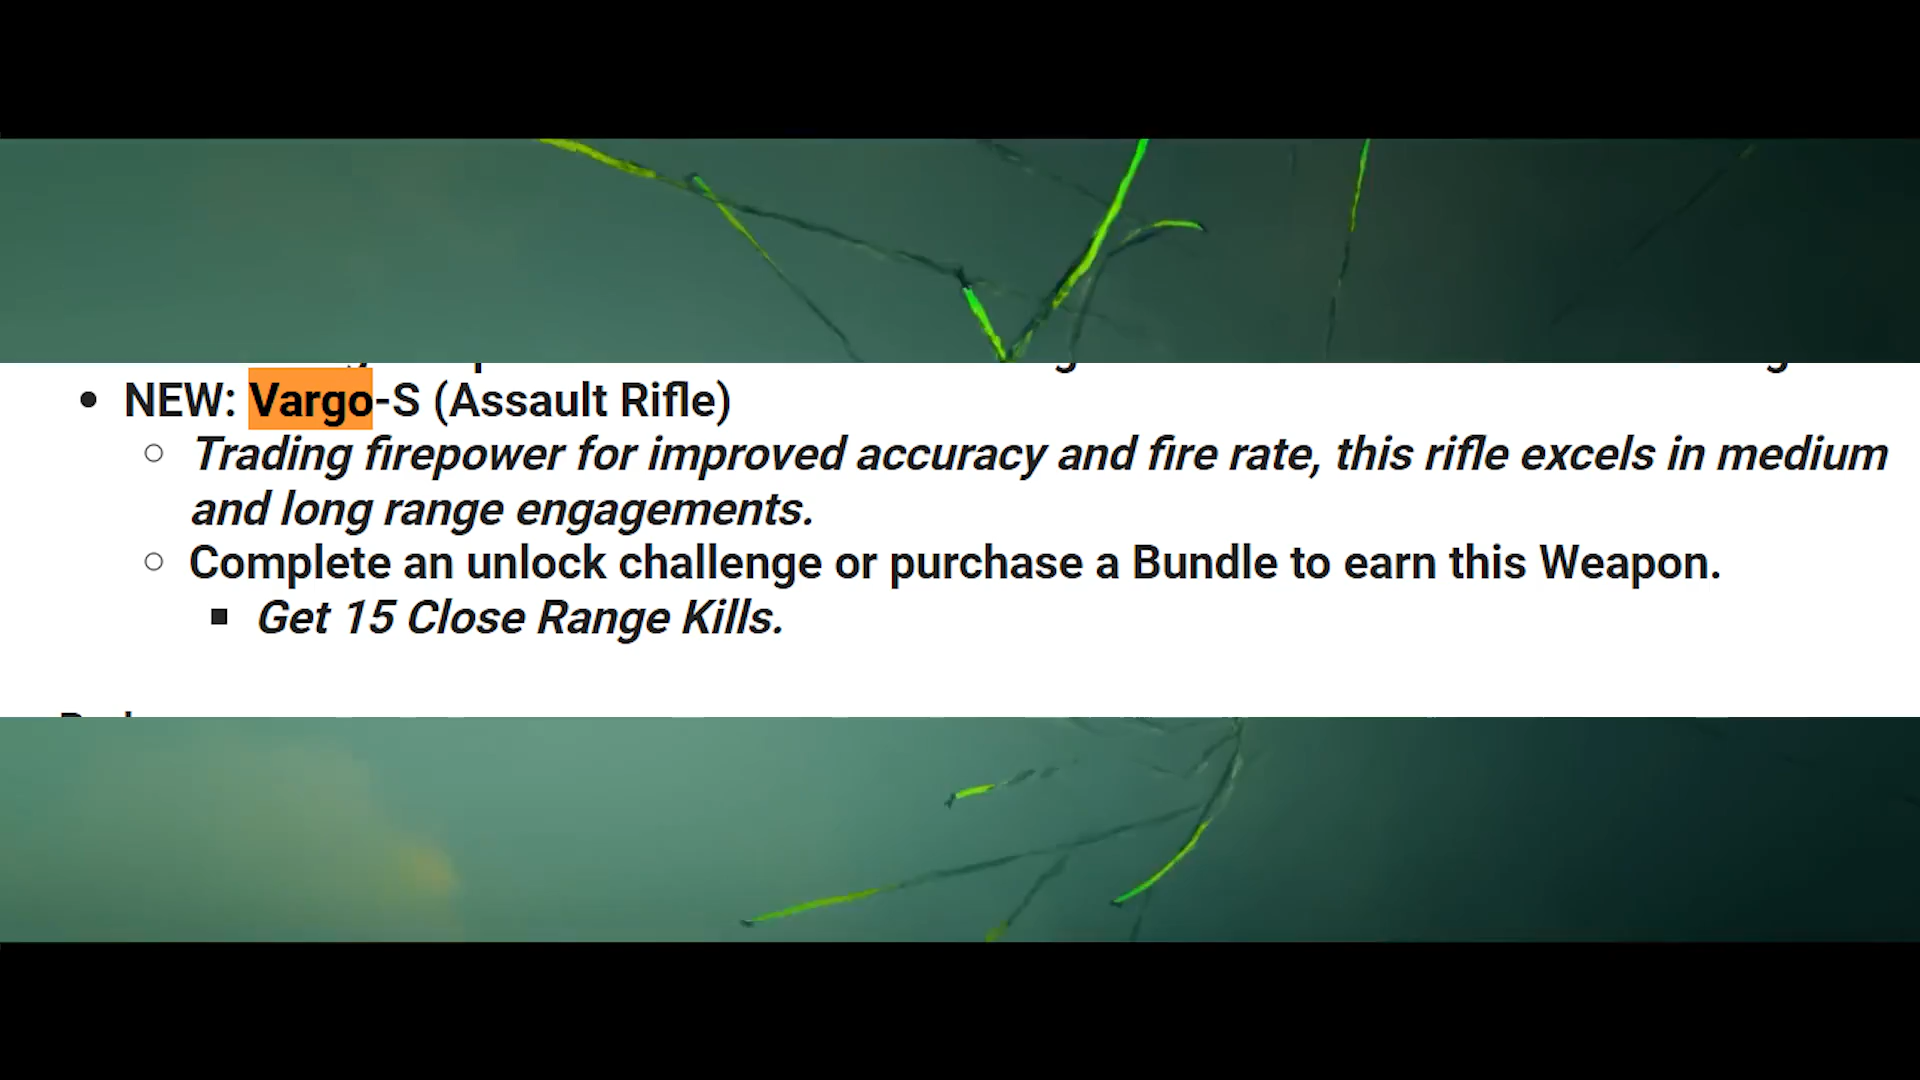 NEW: Vargo-S (Assault Rifle)
Trading firepower for improved accuracy and fire rate, this rifle excels in medium
and long range engagements.
Complete an unlock challenge or purchase a Bundle to earn this Weapon.
Get 15 Close Range Kills.